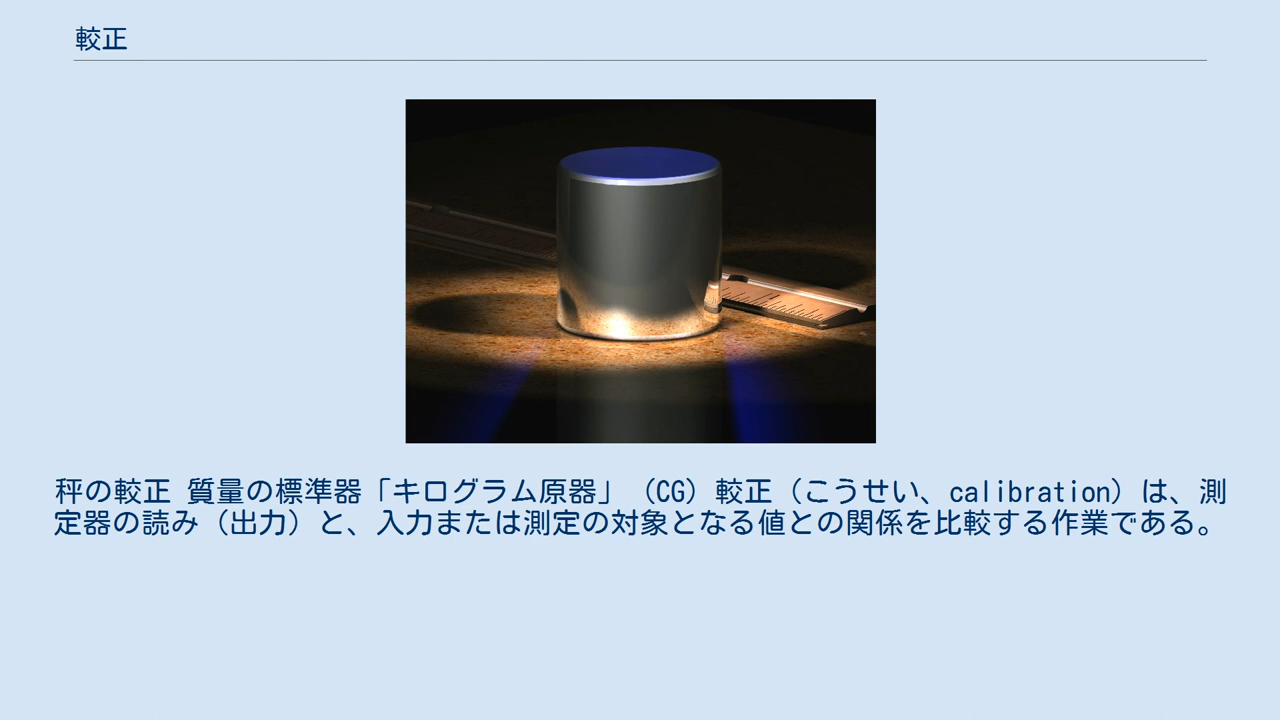 較正
秤の較正 質量の標準器「キログラム原器」（CG）較正（こうせい、calibration）は、測
定器の読み（出力）と、入力または測定の対象となる値との関係を比較する作業である。